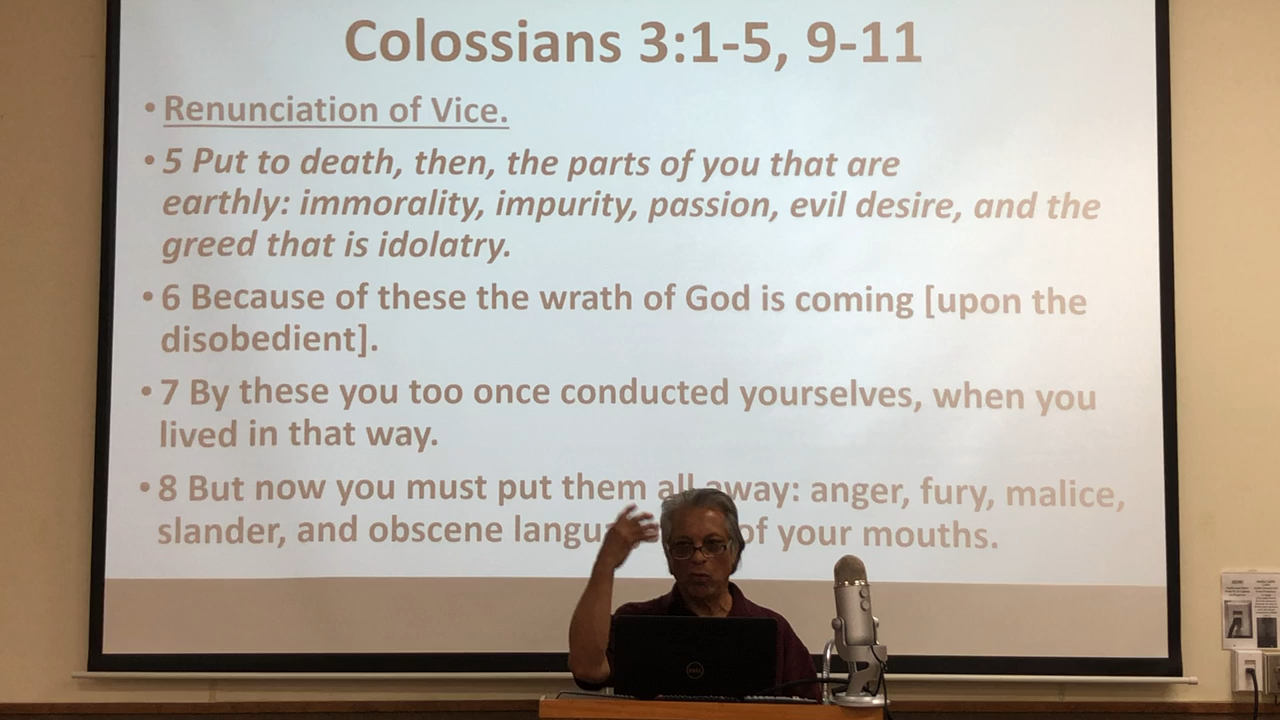 Colossians 3:1-5, 9-11
• Renunciation of Vice.
• 5 Put to death, then, the parts of you that are
earthly: immorality, impurity, passion, evil desire, and the
greed that is idolatry.
• 6 Because of these the wrath of God is coming [upon the
disobedient].
• 7 By these you too once conducted yourselves, when you
lived in that way.
• 8 But now you must put them all away: anger, fury, malice,
slander, and obscene langu of your mouths.
DELL